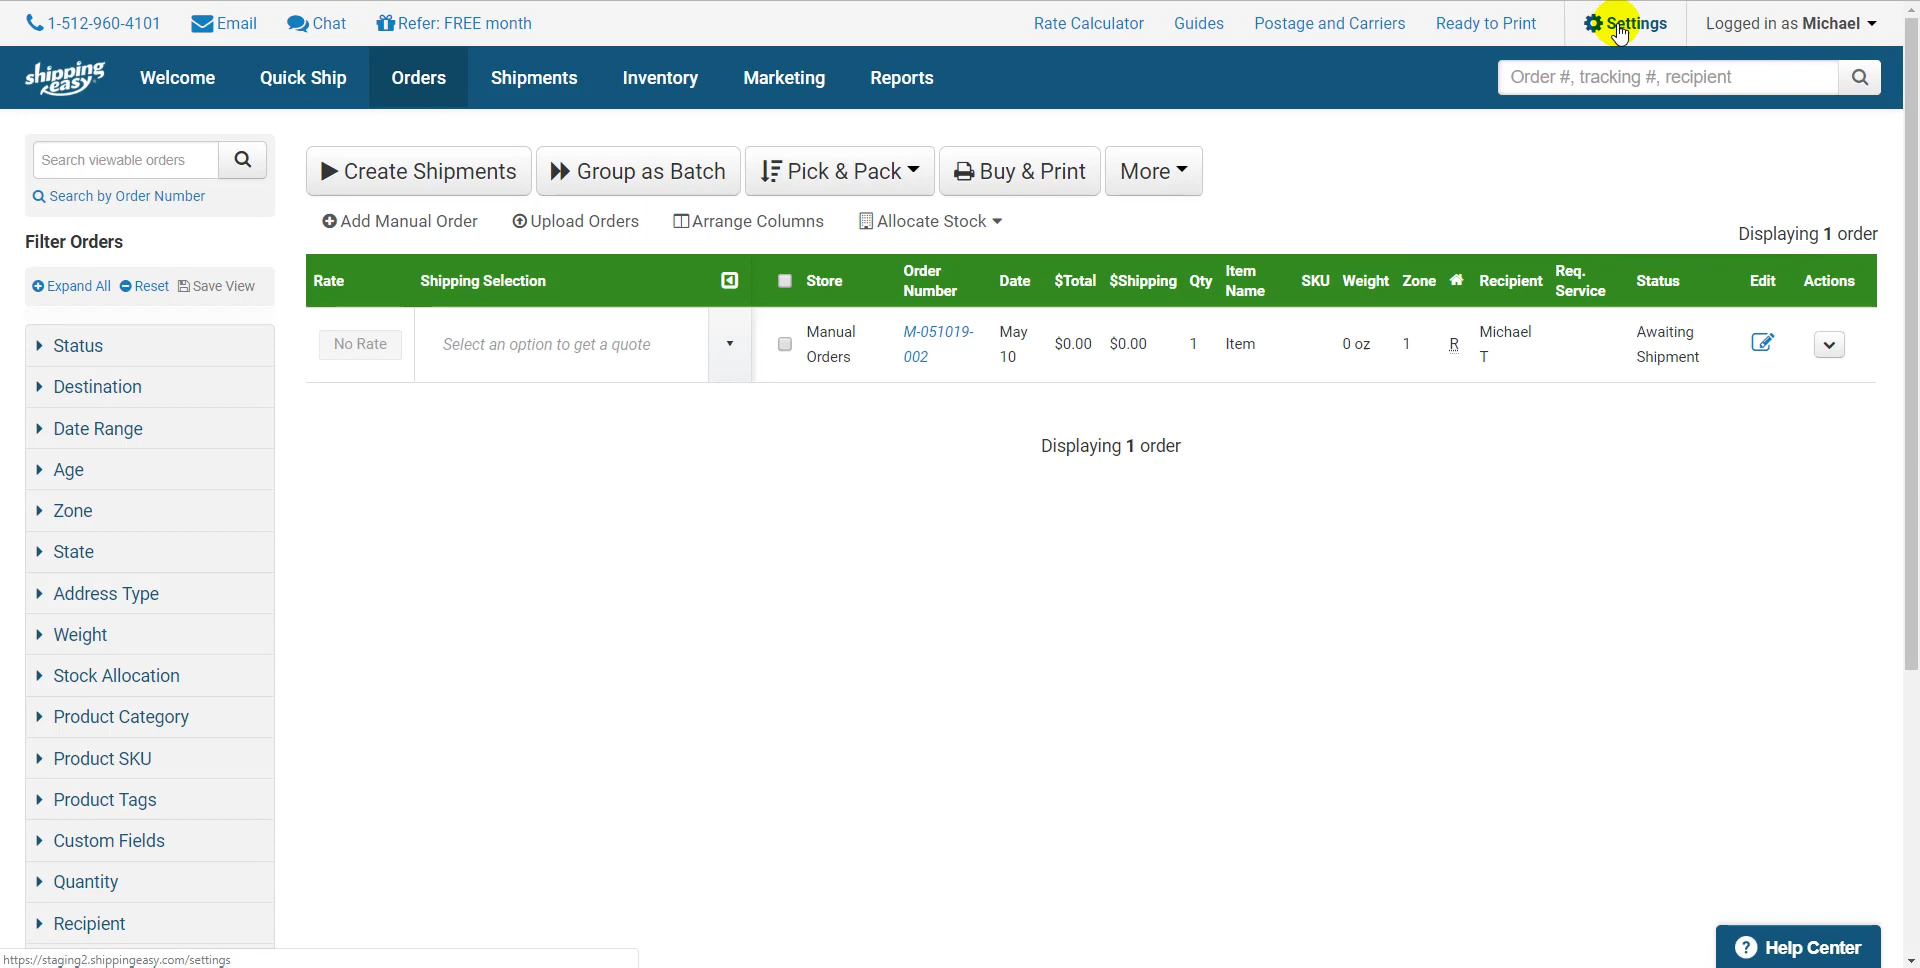 1-512-960-4101 Email Chat Refer: FREE month Rate Calculator Guides Postage and Carriers Ready to Print Settings Logged in as Michael
shipping easy Welcome Quick Ship Orders Shipments Inventory Marketing Reports Order #, tracking #, recipient
Search viewable orders
Search by Order Number
Filter Orders
Expand All Reset Save View
Status
Destination
Date Range
Age
Zone
State
Address Type
Weight
Stock Allocation
Product Category
Product SKU
Product Tags
Custom Fields
Quantity
Recipient
Create Shipments Group as Batch Pick & Pack Buy & Print More
Add Manual Order Upload Orders Arrange Columns Allocate Stock
Displaying 1 order
Rate Shipping Selection Store Order Number Date $Total $Shipping Qty Item Name SKU Weight Zone Recipient Req. Service Status Edit Actions
No Rate Select an option to get a quote Manual Orders M-051019-002 May 10 $0.00 $0.00 1 Item 0 oz 1 R Michael T Awaiting Shipment
Displaying 1 order
? Help Center
https://staging2.shippingeasy.com/settings